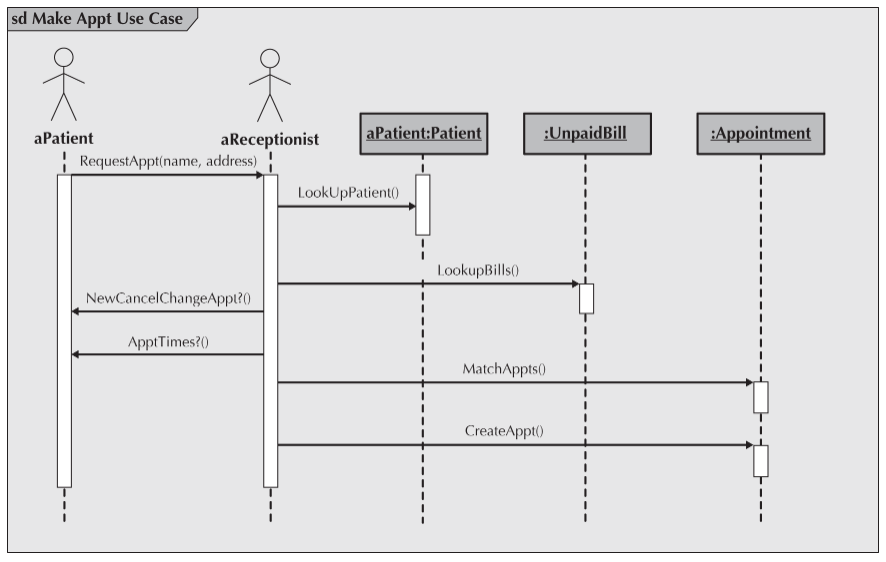 sd Make Appt Use Case
aPatient
aReceptionist
aPatient:Patient
:UnpaidBill
:Appointment
RequestAppt(name, address)
LookUpPatient()
LookupBills()
NewCancelChangeAppt?()
ApptTimes?()
MatchAppts()
CreateAppt()